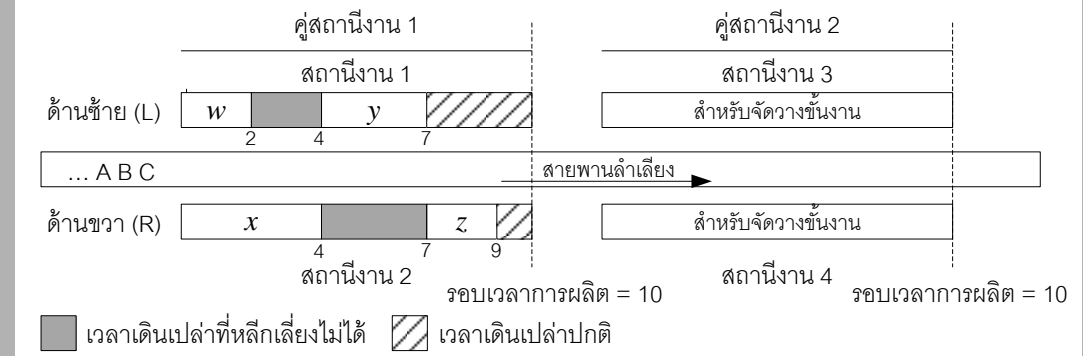 คู่สถานีงาน 1 คู่สถานีงาน 2
สถานีงาน 1 สถานีงาน 3
ด้านซ้าย (L) w y สำหรับจัดวางขั้นงาน
2 4 7
... A B C สายพานลำเลียง
ด้านขวา (R) x z สำหรับจัดวางขั้นงาน
4 7 9
สถานีงาน 2 สถานีงาน 4
รอบเวลาการผลิต = 10 รอบเวลาการผลิต = 10
เวลาเดินเปล่าที่หลีกเลี่ยงไม่ได้ เวลาเดินเปล่าปกติ